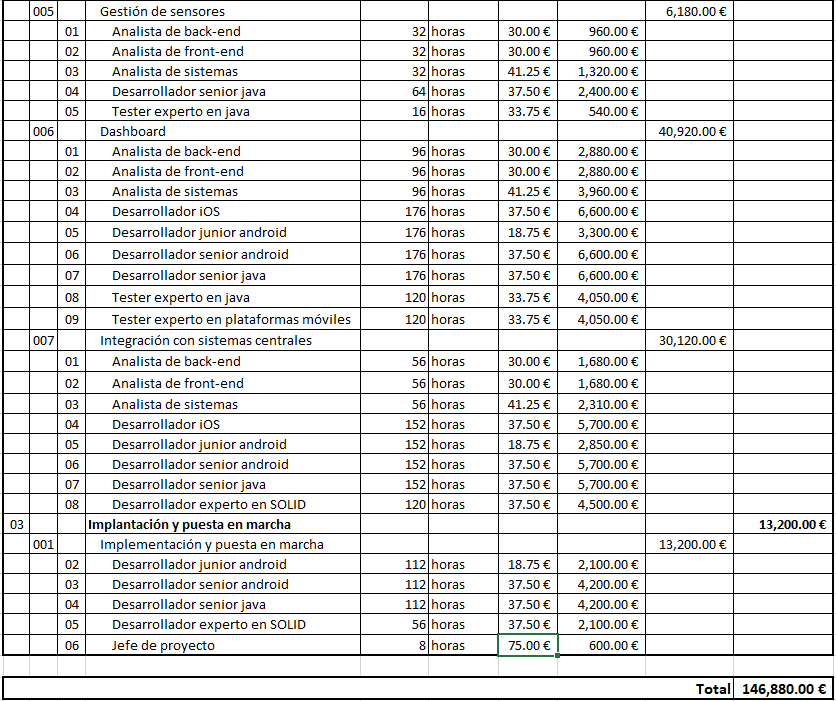 005 Gestión de sensores 6,180.00 €
01 Analista de back-end 32 horas 30.00 € 960.00 €
02 Analista de front-end 32 horas 30.00 € 960.00 €
03 Analista de sistemas 32 horas 41.25 € 1,320.00 €
04 Desarrollador senior java 64 horas 37.50 € 2,400.00 €
05 Tester experto en java 16 horas 33.75 € 540.00 €
006 Dashboard 40,920.00 €
01 Analista de back-end 96 horas 30.00 € 2,880.00 €
02 Analista de front-end 96 horas 30.00 € 2,880.00 €
03 Analista de sistemas 96 horas 41.25 € 3,960.00 €
04 Desarrollador iOS 176 horas 37.50 € 6,600.00 €
05 Desarrollador junior android 176 horas 18.75 € 3,300.00 €
06 Desarrollador senior android 176 horas 37.50 € 6,600.00 €
07 Desarrollador senior java 176 horas 37.50 € 6,600.00 €
08 Tester experto en java 120 horas 33.75 € 4,050.00 €
09 Tester experto en plataformas móviles 120 horas 33.75 € 4,050.00 €
007 Integración con sistemas centrales 30,120.00 €
01 Analista de back-end 56 horas 30.00 € 1,680.00 €
02 Analista de front-end 56 horas 30.00 € 1,680.00 €
03 Analista de sistemas 56 horas 41.25 € 2,310.00 €
04 Desarrollador iOS 152 horas 37.50 € 5,700.00 €
05 Desarrollador junior android 152 horas 18.75 € 2,850.00 €
06 Desarrollador senior android 152 horas 37.50 € 5,700.00 €
07 Desarrollador senior java 152 horas 37.50 € 5,700.00 €
08 Desarrollador experto en SOLID 120 horas 37.50 € 4,500.00 €
03 Implantación y puesta en marcha 13,200.00 €
001 Implementación y puesta en marcha 13,200.00 €
02 Desarrollador junior android 112 horas 18.75 € 2,100.00 €
03 Desarrollador senior android 112 horas 37.50 € 4,200.00 €
04 Desarrollador senior java 112 horas 37.50 € 4,200.00 €
05 Desarrollador experto en SOLID 56 horas 37.50 € 2,100.00 €
06 Jefe de proyecto 8 horas 75.00 € 600.00 €
Total 146,880.00 €